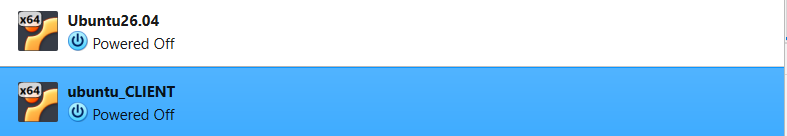 x64
Ubuntu26.04
Powered Off
x64
ubuntu_CLIENT
Powered Off